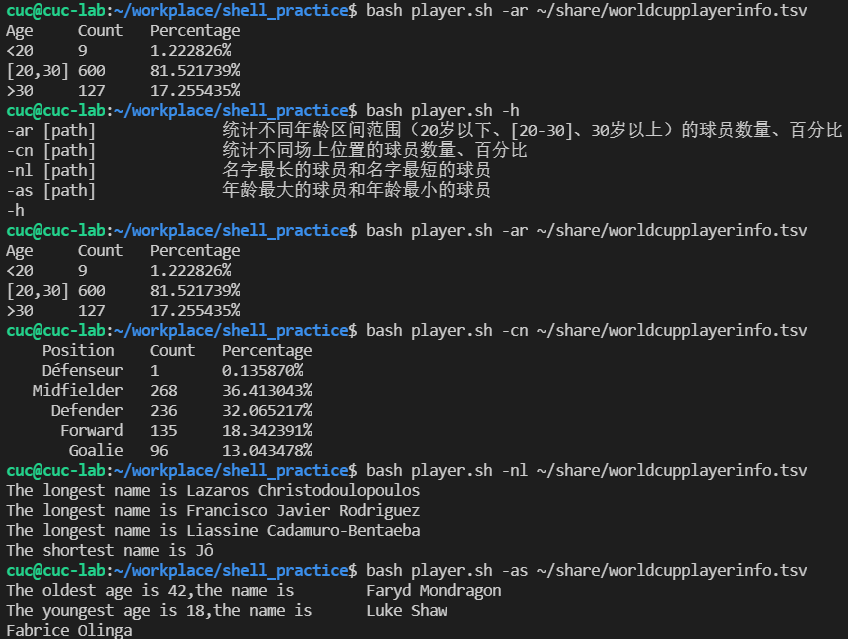 cuc@cuc-lab:~/workplace/shell_practice$ bash player.sh -ar ~/share/worldcupplayerinfo.tsv
Age     Count   Percentage
<20     9       1.222826%
[20,30] 600     81.521739%
>30     127     17.255435%
cuc@cuc-lab:~/workplace/shell_practice$ bash player.sh -h
-ar [path]              统计不同年龄区间范围（20岁以下、[20-30]、30岁以上）的球员数量、百分比
-cn [path]              统计不同场上位置的球员数量、百分比
-nl [path]              名字最长的球员和名字最短的球员
-as [path]              年龄最大的球员和年龄最小的球员
-h
cuc@cuc-lab:~/workplace/shell_practice$ bash player.sh -ar ~/share/worldcupplayerinfo.tsv
Age     Count   Percentage
<20     9       1.222826%
[20,30] 600     81.521739%
>30     127     17.255435%
cuc@cuc-lab:~/workplace/shell_practice$ bash player.sh -cn ~/share/worldcupplayerinfo.tsv
    Position    Count   Percentage
    Défenseur   1       0.135870%
   Midfielder   268     36.413043%
     Defender   236     32.065217%
      Forward   135     18.342391%
       Goalie   96      13.043478%
cuc@cuc-lab:~/workplace/shell_practice$ bash player.sh -nl ~/share/worldcupplayerinfo.tsv
The longest name is Lazaros Christodoulopoulos
The longest name is Francisco Javier Rodriguez
The longest name is Liassine Cadamuro-Bentaeba
The shortest name is Jô
cuc@cuc-lab:~/workplace/shell_practice$ bash player.sh -as ~/share/worldcupplayerinfo.tsv
The oldest age is 42,the name is        Faryd Mondragon
The youngest age is 18,the name is      Luke Shaw
Fabrice Olinga